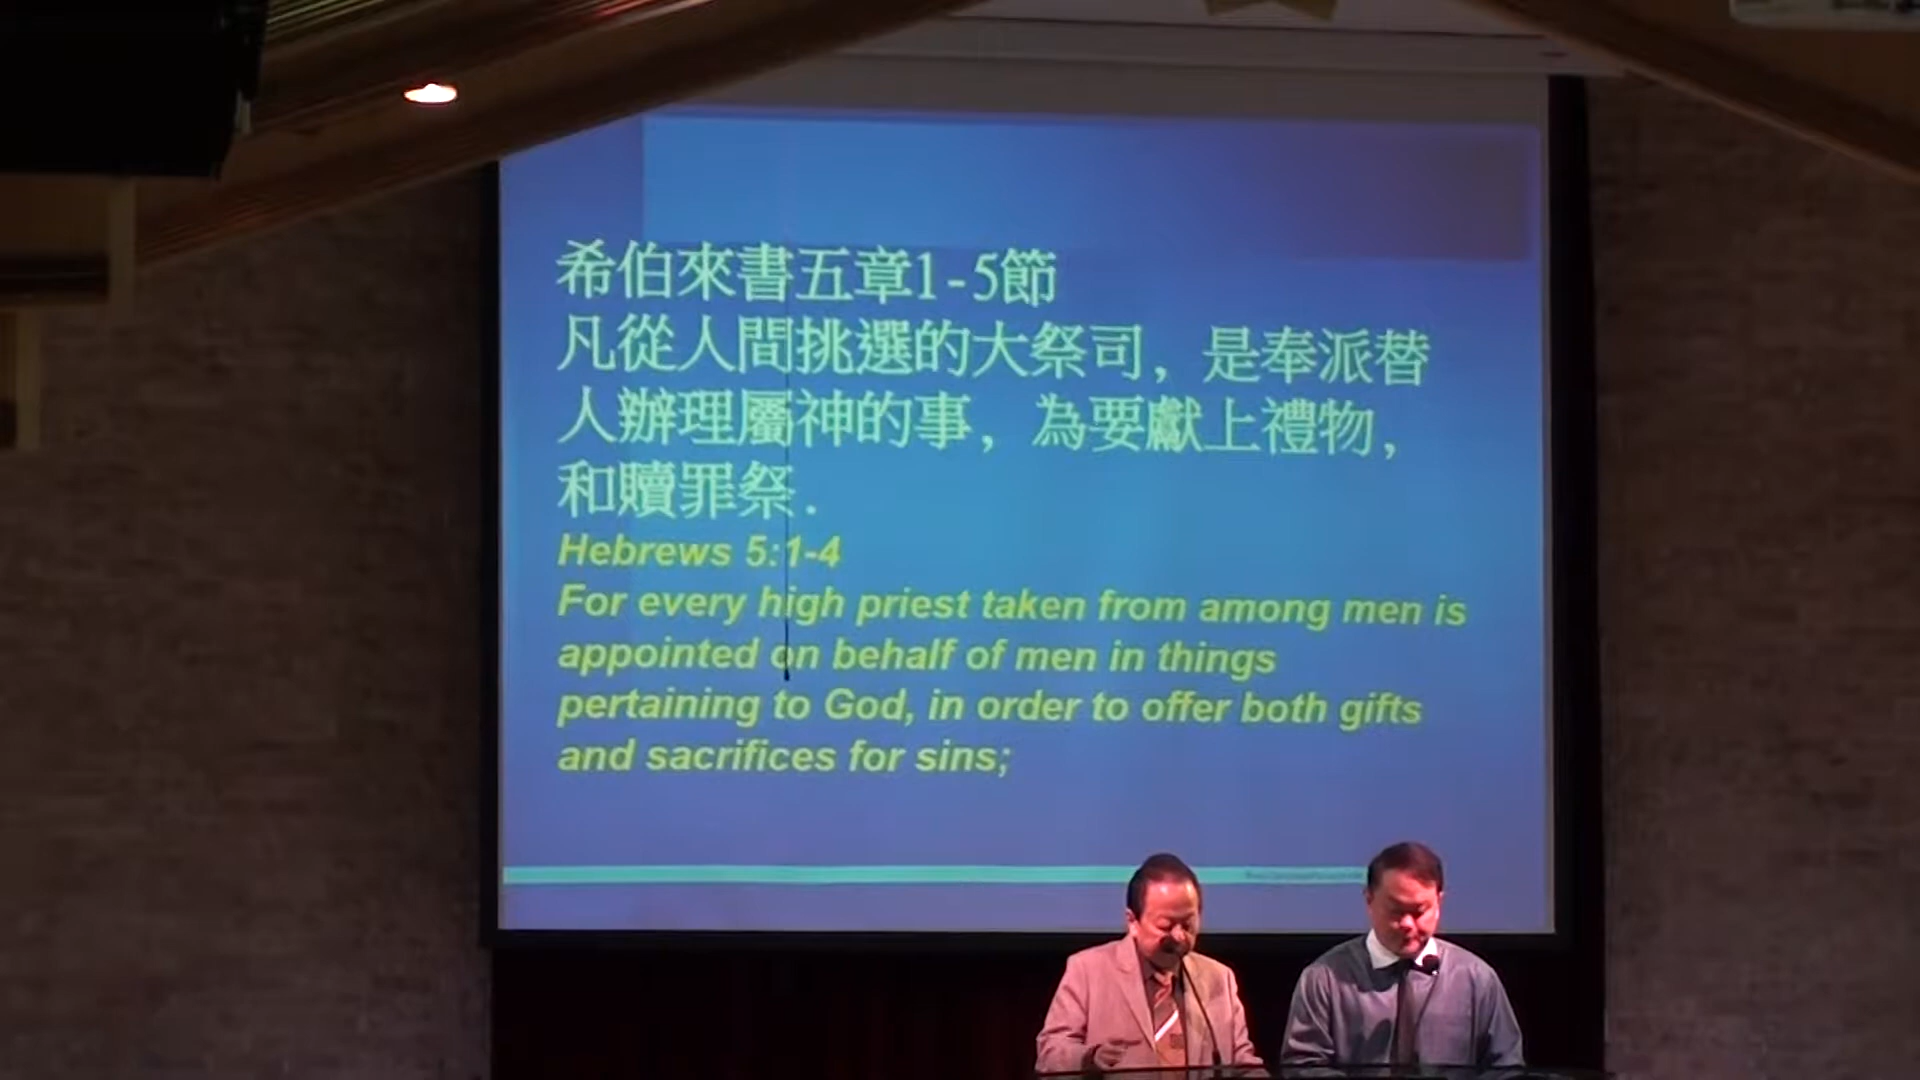 希伯來書五章1-5節
凡從人間挑選的大祭司，是奉派替
人辦理屬神的事，為要獻上禮物，
和贖罪祭.
Hebrews 5:1-4
For every high priest taken from among men is
appointed on behalf of men in things
pertaining to God, in order to offer both gifts
and sacrifices for sins;